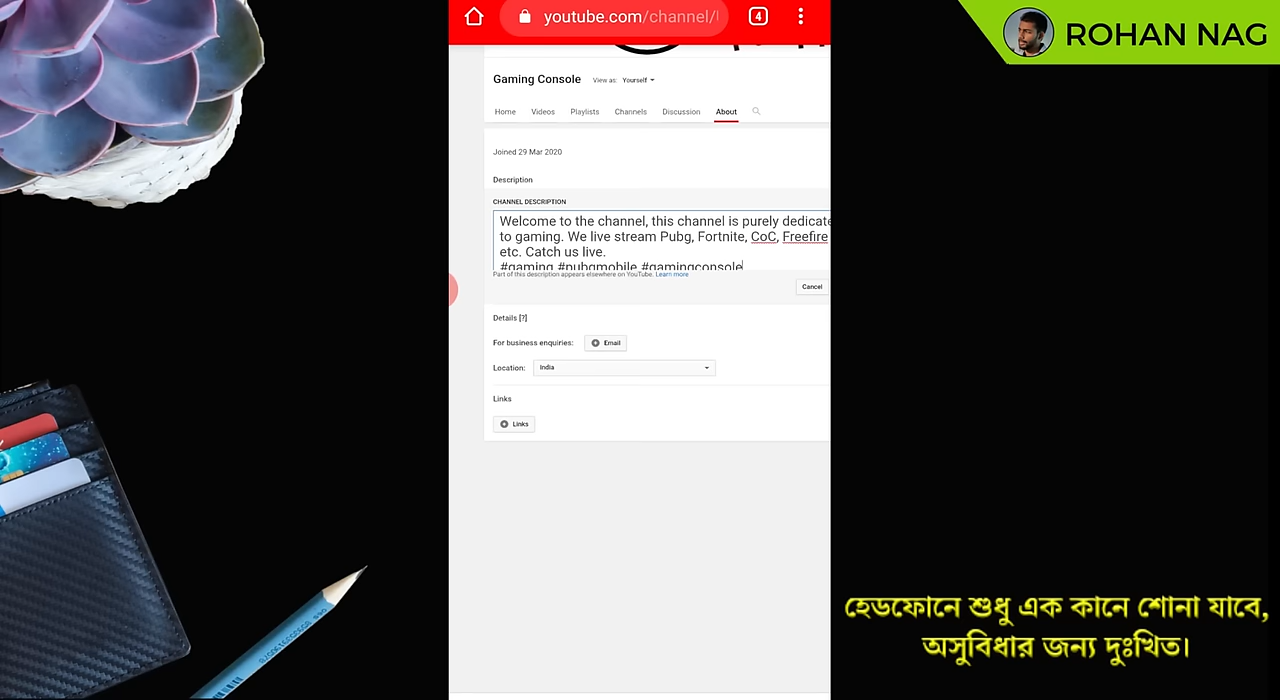 youtube.com/channel/
4
ROHAN NAG
Gaming Console View as: Yourself
Home Videos Playlists Channels Discussion About
Joined 29 Mar 2020
Description
CHANNEL DESCRIPTION
Welcome to the channel, this channel is purely dedicate
to gaming. We live stream Pubg, Fortnite, CoC, Freefire
etc. Catch us live.
#gaming #pubgmobile #gamingconsole
Part of this description appears elsewhere on YouTube. Learn more
Cancel
Details [?]
For business enquiries: Email
Location: India
Links
Links
হেডফোনে শুধু এক কানে শোনা যাবে,
অসুবিধার জন্য দুঃখিত।